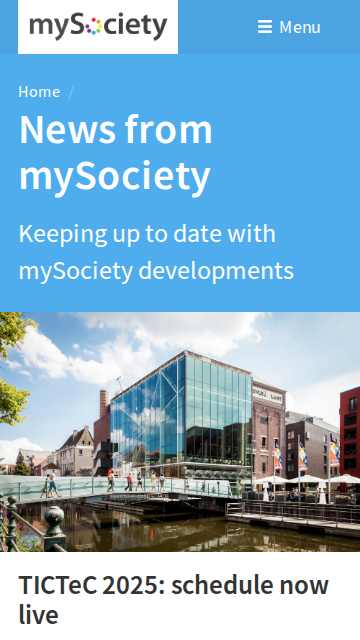 mySociety
Menu
Home /
News from
mySociety
Keeping up to date with
mySociety developments
TICTeC 2025: schedule now
live